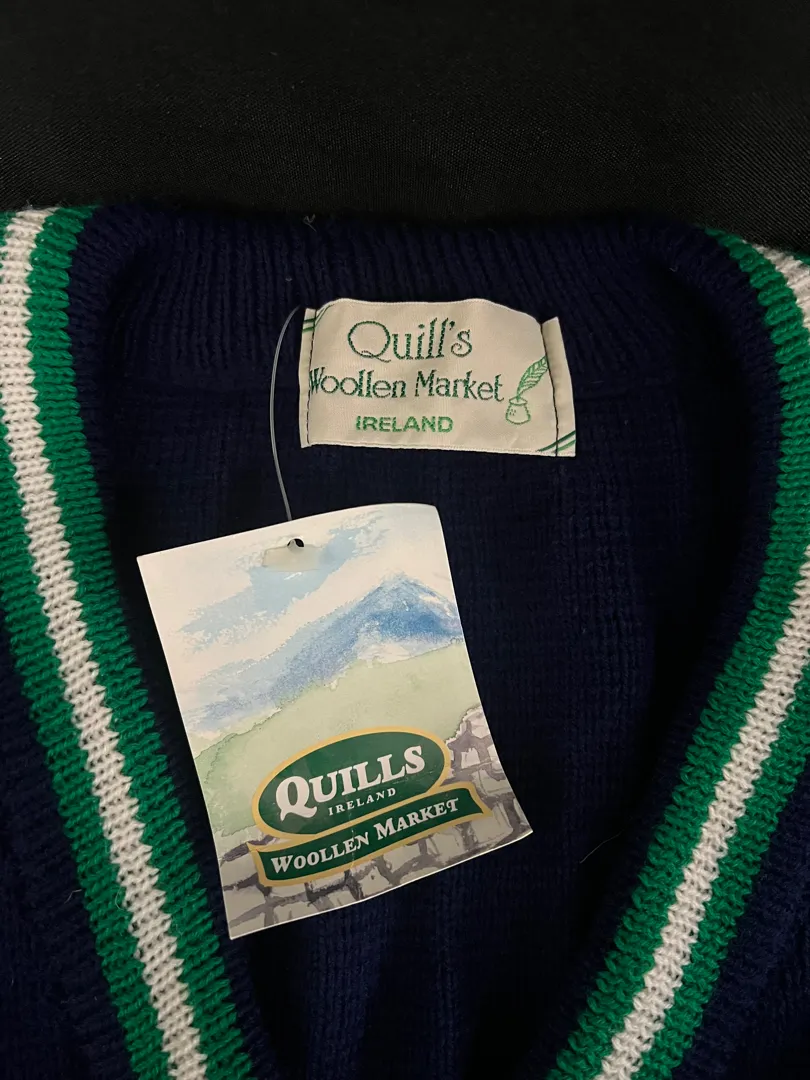 Quill's
Woollen Market
IRELAND
QUILLS
IRELAND
WOOLLEN MARKET